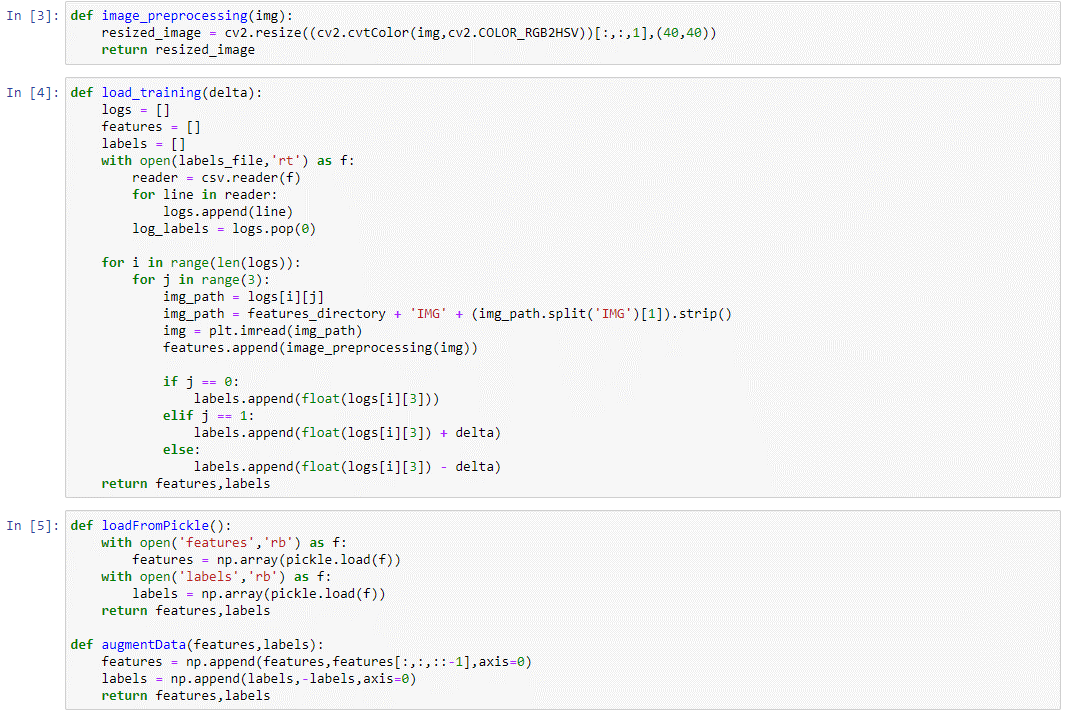 In [3]: def image_preprocessing(img):
    resized_image = cv2.resize((cv2.cvtColor(img,cv2.COLOR_RGB2HSV))[:,:,1],(40,40))
    return resized_image
In [4]: def load_training(delta):
    logs = []
    features = []
    labels = []
    with open(labels_file,'rt') as f:
        reader = csv.reader(f)
        for line in reader:
            logs.append(line)
        log_labels = logs.pop(0)
    for i in range(len(logs)):
        for j in range(3):
            img_path = logs[i][j]
            img_path = features_directory + 'IMG' + (img_path.split('IMG')[1]).strip()
            img = plt.imread(img_path)
            features.append(image_preprocessing(img))
            if j == 0:
                labels.append(float(logs[i][3]))
            elif j == 1:
                labels.append(float(logs[i][3]) + delta)
            else:
                labels.append(float(logs[i][3]) - delta)
    return features,labels
In [5]: def loadFromPickle():
    with open('features','rb') as f:
        features = np.array(pickle.load(f))
    with open('labels','rb') as f:
        labels = np.array(pickle.load(f))
    return features,labels
def augmentData(features,labels):
    features = np.append(features,features[:,:,::-1],axis=0)
    labels = np.append(labels,-labels,axis=0)
    return features,labels